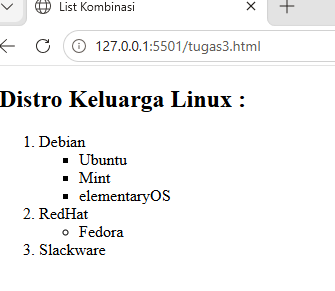 List Kombinasi
127.0.0.1:5501/tugas3.html
Distro Keluarga Linux :
1. Debian
Ubuntu
Mint
elementaryOS
2. RedHat
Fedora
3. Slackware